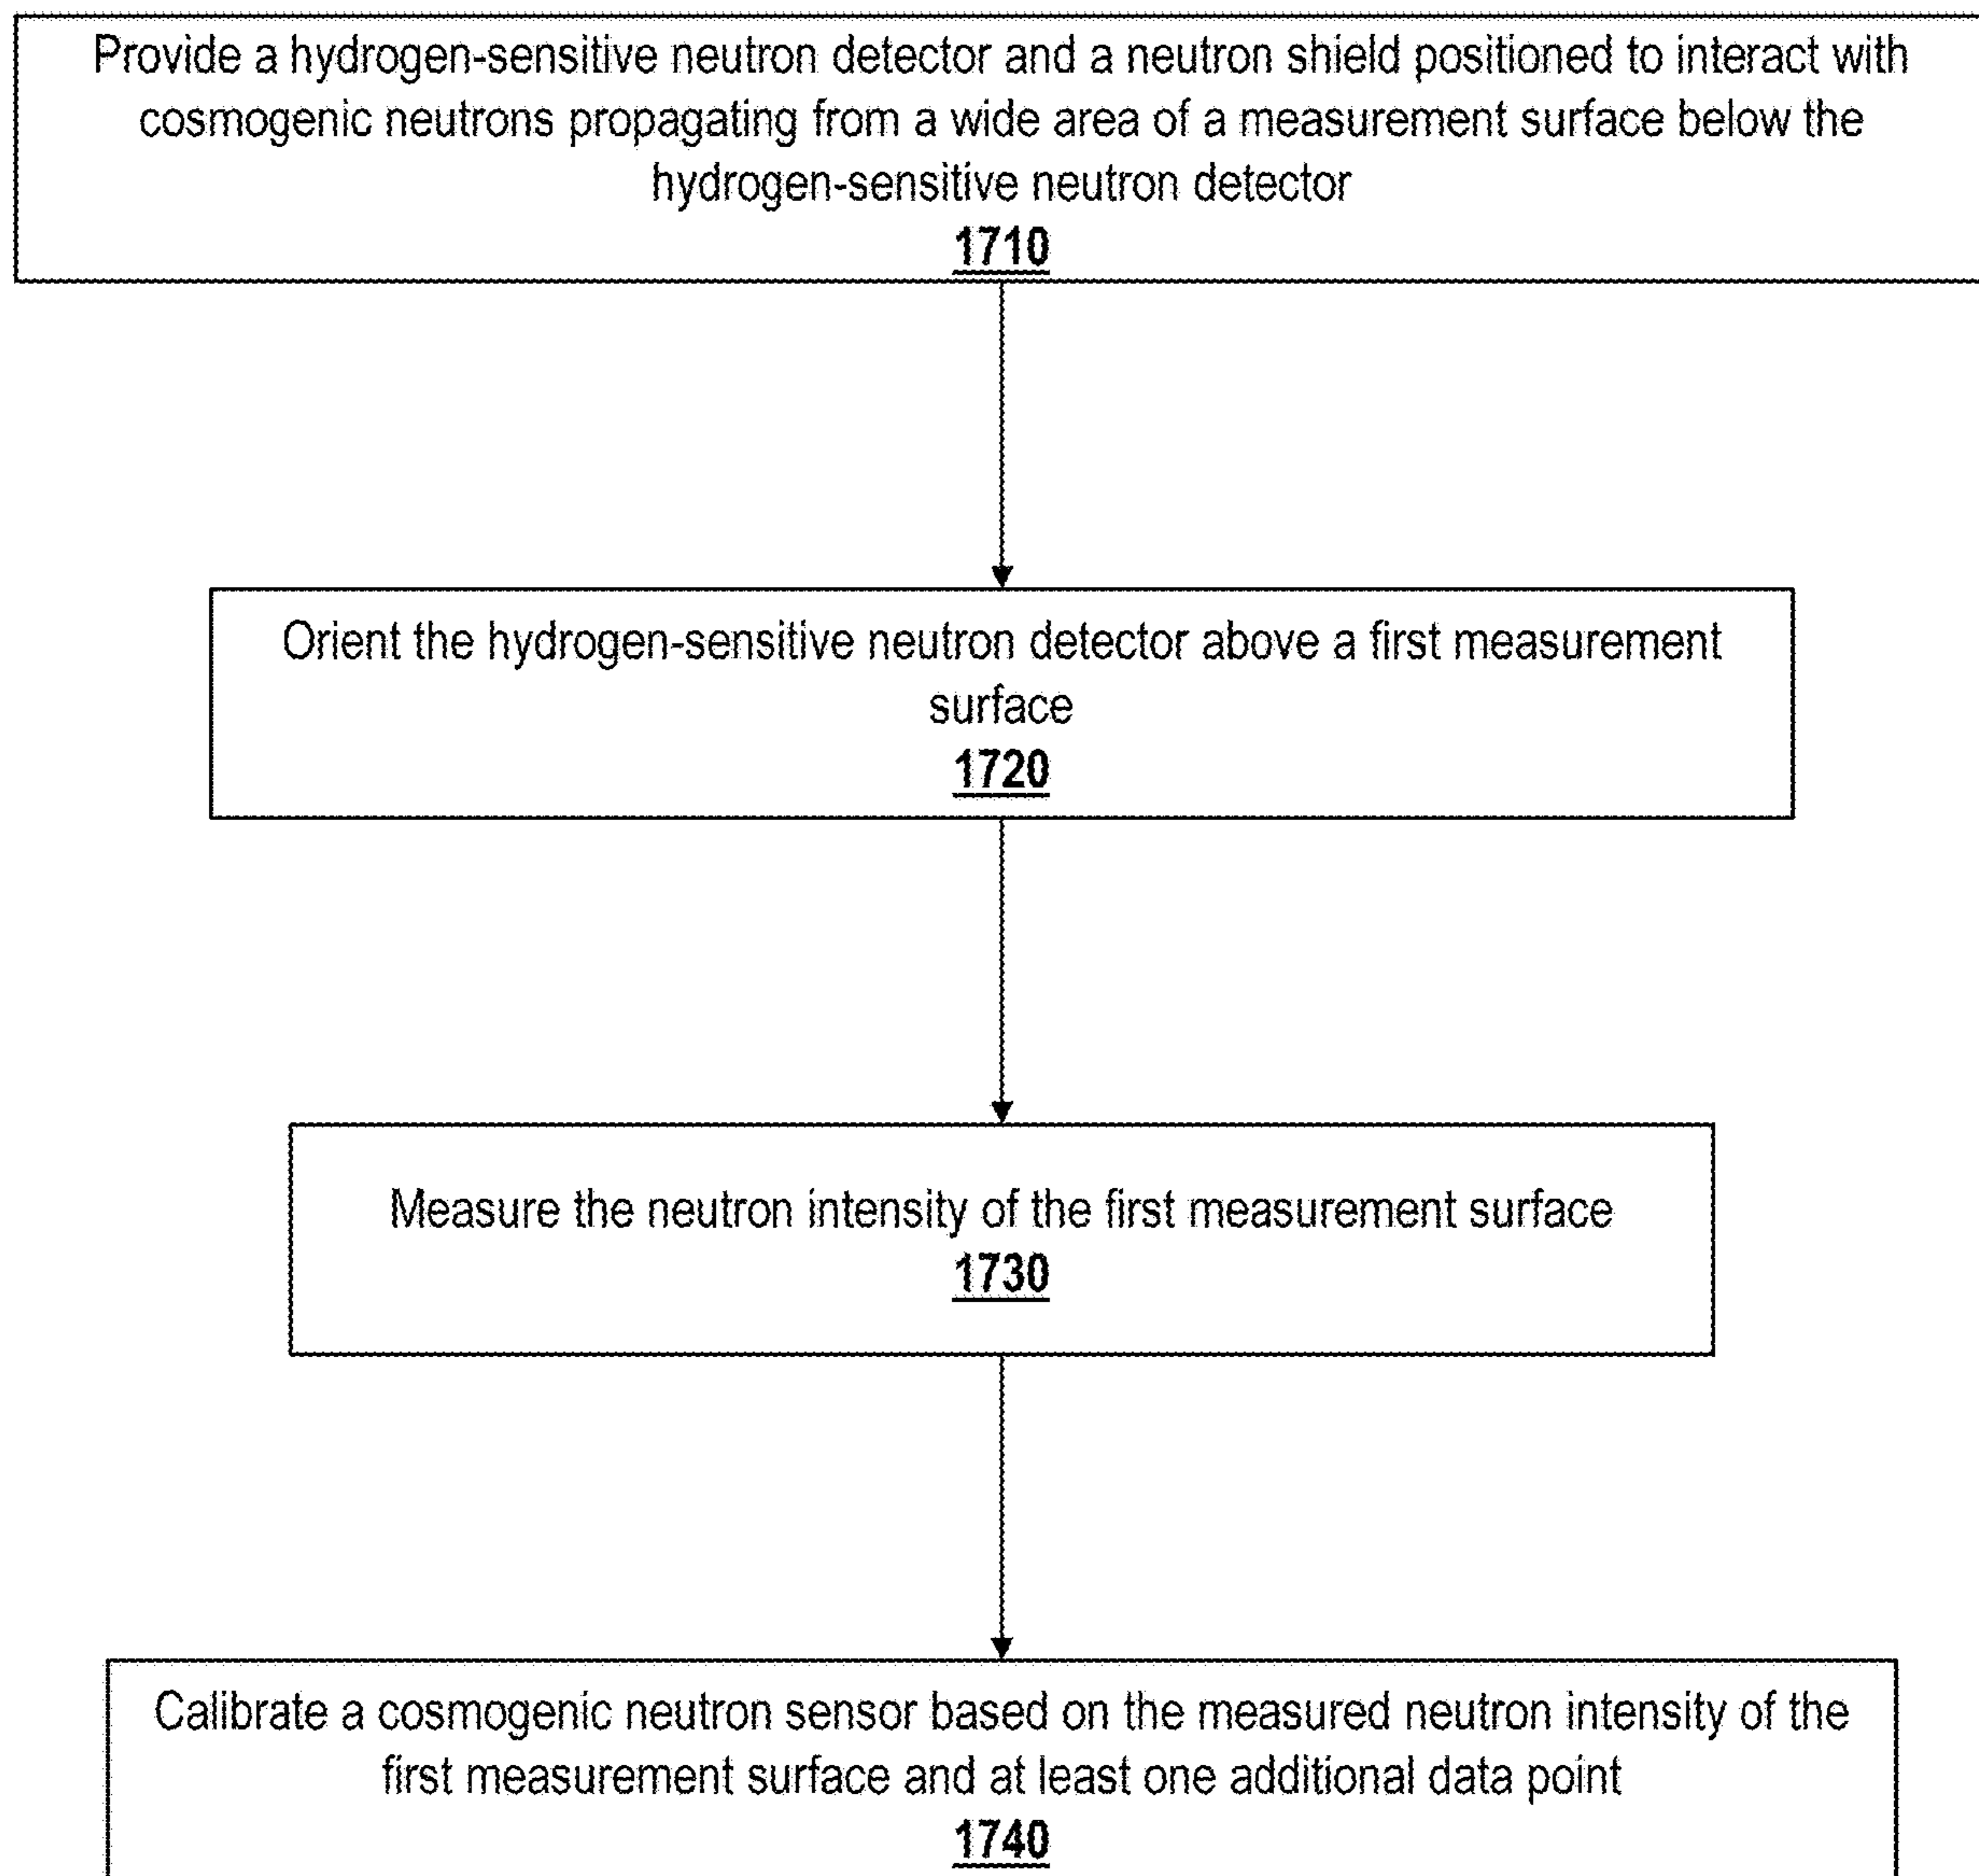 Provide a hydrogen-sensitive neutron detector and a neutron shield positioned to interact with
cosmogenic neutrons propagating from a wide area of a measurement surface below the
hydrogen-sensitive neutron detector
1710
Orient the hydrogen-sensitive neutron detector above a first measurement
surface
1720
Measure the neutron intensity of the first measurement surface
1730
Calibrate a cosmogenic neutron sensor based on the measured neutron intensity of the
first measurement surface and at least one additional data point
1740